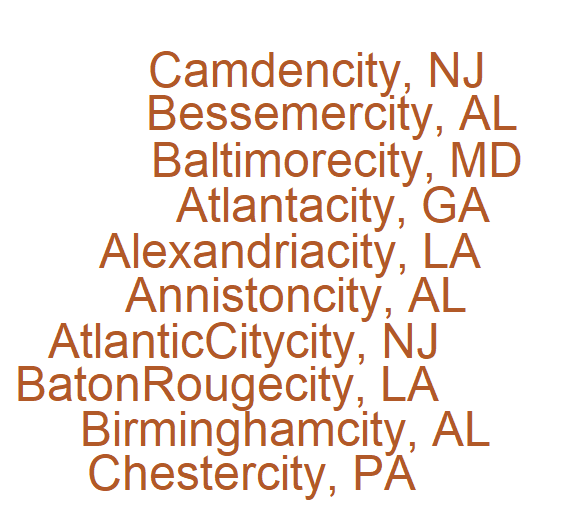 Camdencity, NJ
Bessemercity, AL
Baltimorecity, MD
Atlantacity, GA
Alexandriacity, LA
Annistoncity, AL
AtlanticCitycity, NJ
BatonRougecity, LA
Birminghamcity, AL
Chestercity, PA